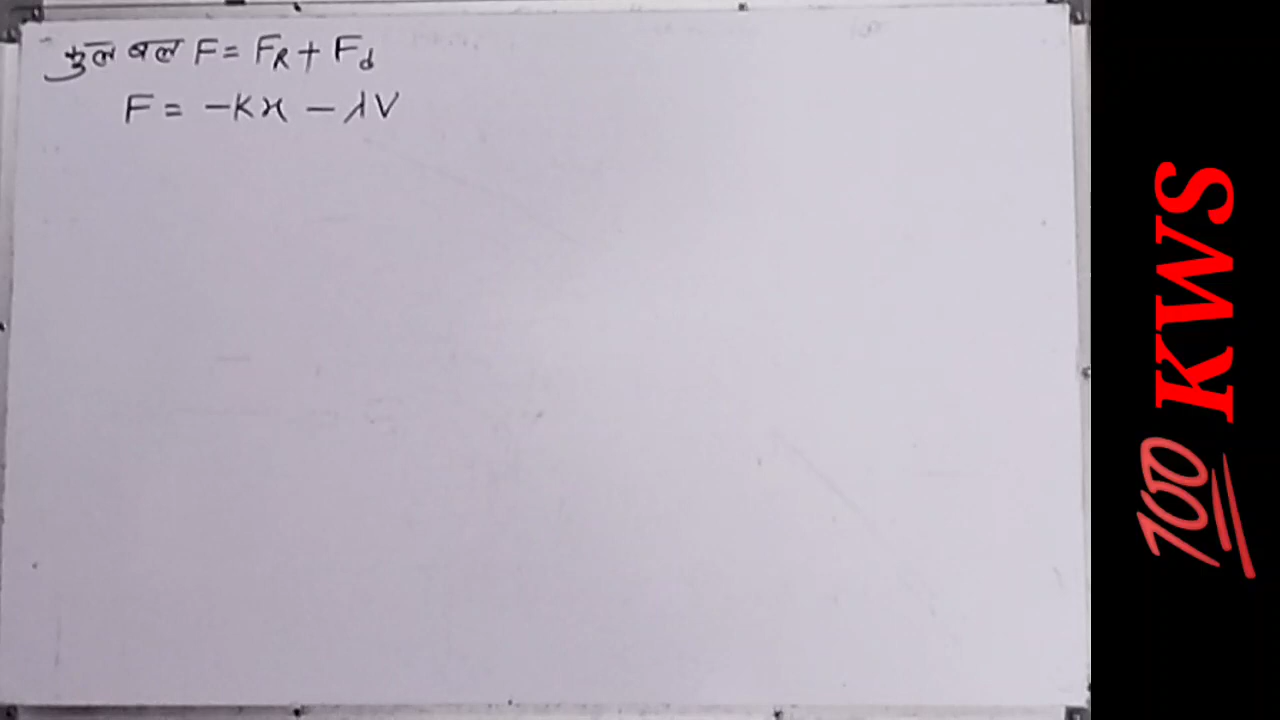 कुल बल F = F_R + F_d
F = -Kx - λV
100 KWS